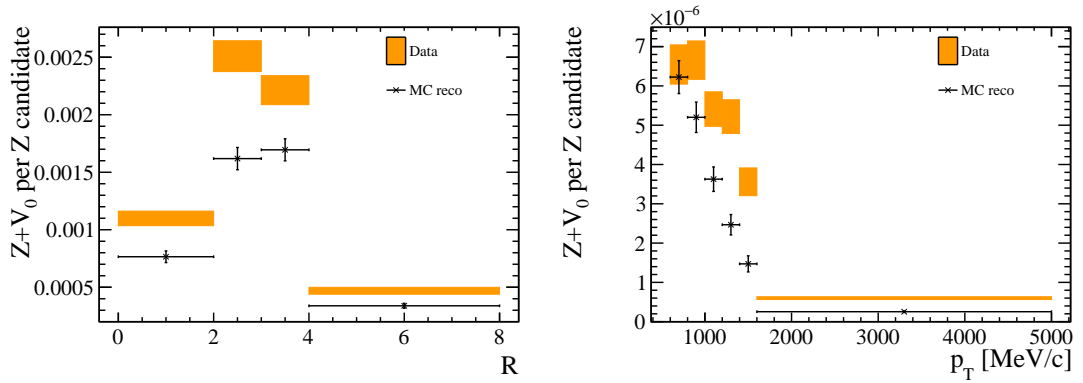 Z+V₀ per Z candidate
0.0025
0.002
0.0015
0.001
0.0005
0 2 4 6 8
R
Data
MC reco
×10⁻⁶
Z+V₀ per Z candidate
7
6
5
4
3
2
1
0
1000 2000 3000 4000 5000
p_T [MeV/c]
Data
MC reco